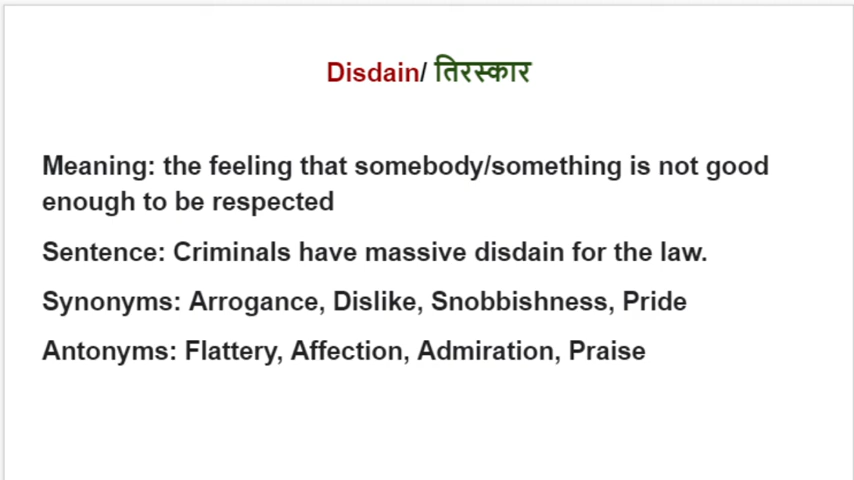 Disdain/ तिरस्कार
Meaning: the feeling that somebody/something is not good
enough to be respected
Sentence: Criminals have massive disdain for the law.
Synonyms: Arrogance, Dislike, Snobbishness, Pride
Antonyms: Flattery, Affection, Admiration, Praise